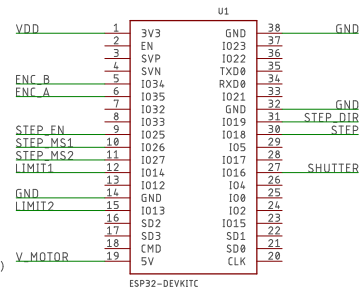 U1
VDD 1 3V3 GND 38 GND
2 EN IO23 37
3 SVP IO22 36
4 SVN TXD0 35
ENC_B 5 IO34 RXD0 34
ENC_A 6 IO35 IO21 33
7 IO32 GND 32 GND
8 IO33 IO19 31 STEP_DIR
STEP_EN 9 IO25 IO18 30 STEP
STEP_MS1 10 IO26 IO5 29
STEP_MS2 11 IO27 IO17 28
LIMIT1 12 IO14 IO16 27 SHUTTER
13 IO12 IO4 26
GND 14 GND IO0 25
LIMIT2 15 IO13 IO2 24
16 SD2 IO15 23
17 SD3 SD1 22
18 CMD SD0 21
) V_MOTOR 19 5V CLK 20
ESP32-DEVKITC